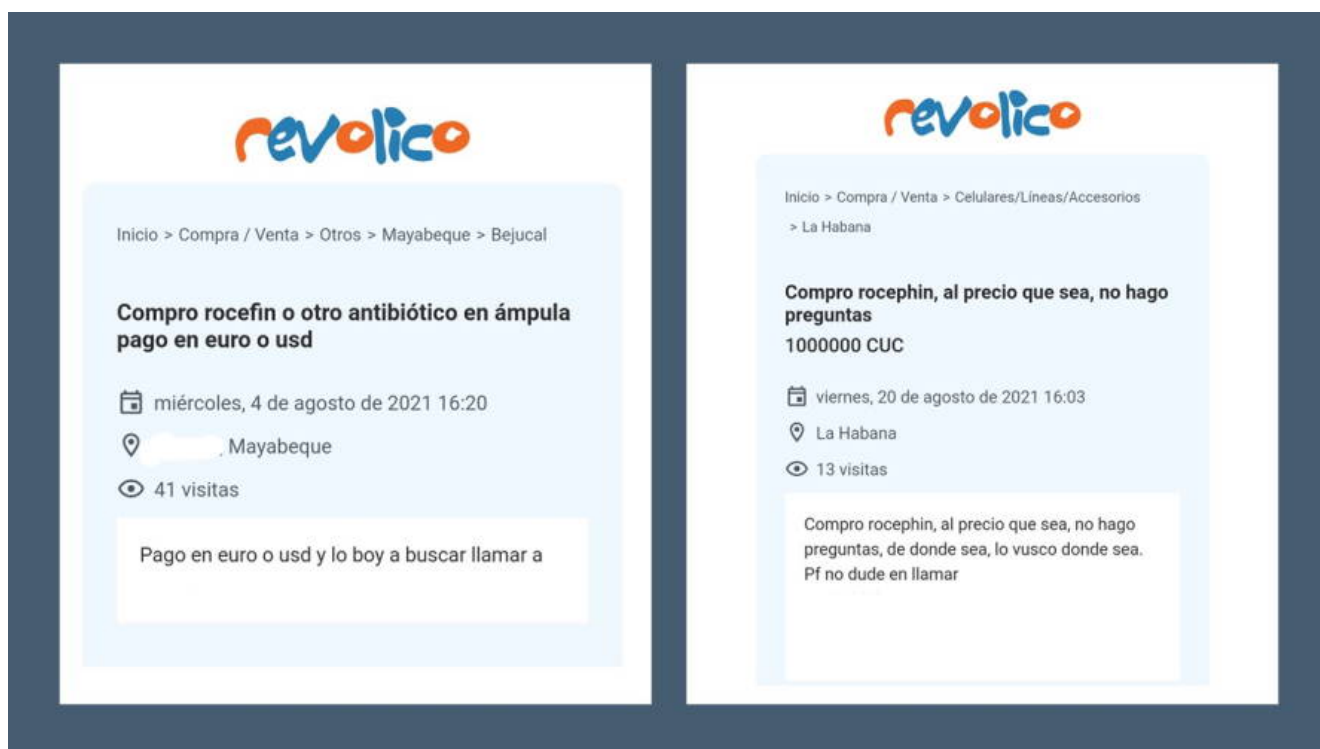 revolico
Inicio > Compra / Venta > Otros > Mayabeque > Bejucal
Compro rocefin o otro antibiótico en ámpula
pago en euro o usd
miércoles, 4 de agosto de 2021 16:20
, Mayabeque
41 visitas
Pago en euro o usd y lo boy a buscar llamar a
revolico
Inicio > Compra / Venta > Celulares/Líneas/Accesorios
> La Habana
Compro rocephin, al precio que sea, no hago
preguntas
1000000 CUC
viernes, 20 de agosto de 2021 16:03
La Habana
13 visitas
Compro rocephin, al precio que sea, no hago
preguntas, de donde sea, lo vusco donde sea.
Pf no dude en llamar